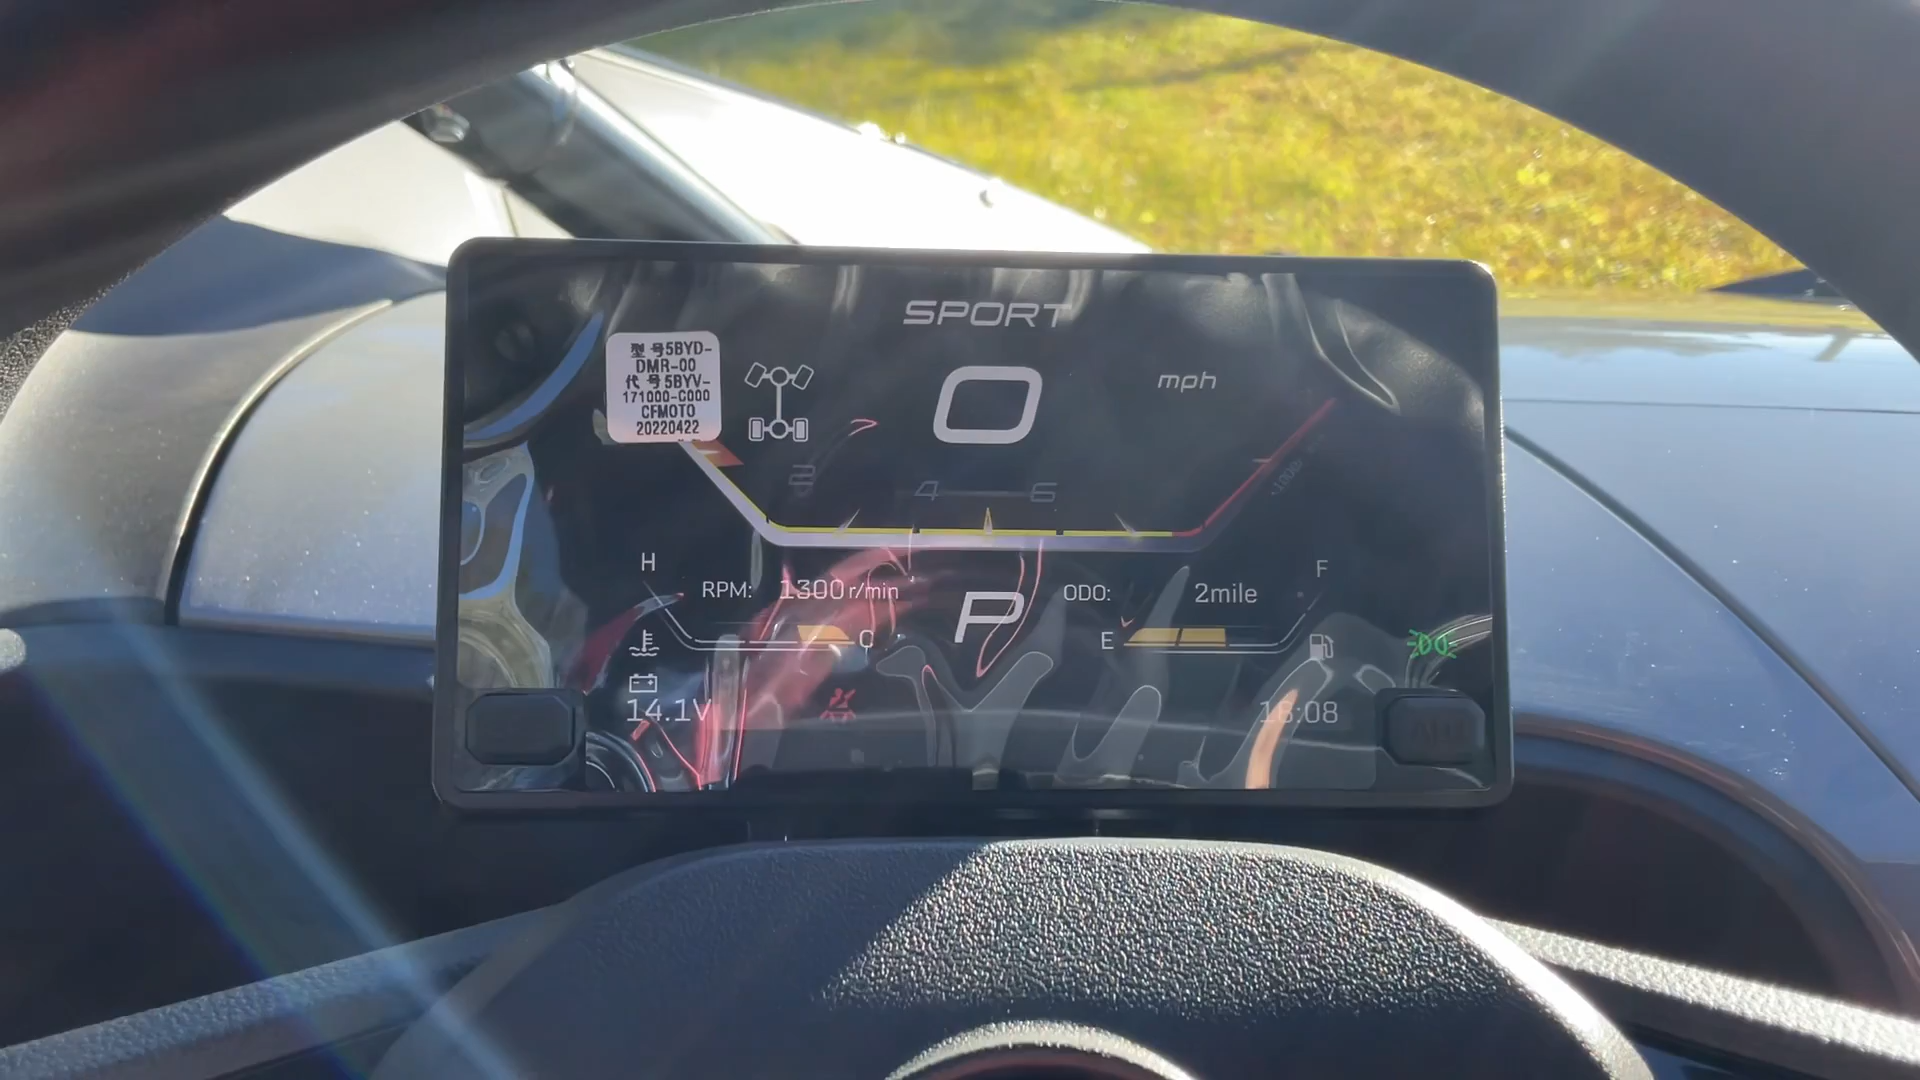 SPORT
型 号5BYD-
DMR-00
代 号5BYV-
171000-C000
CFMOTO
20220422
0
mph
2
4
6
H
F
RPM: 1300 r/min
ODO: 2mile
P
C
E
14.1V
16:08